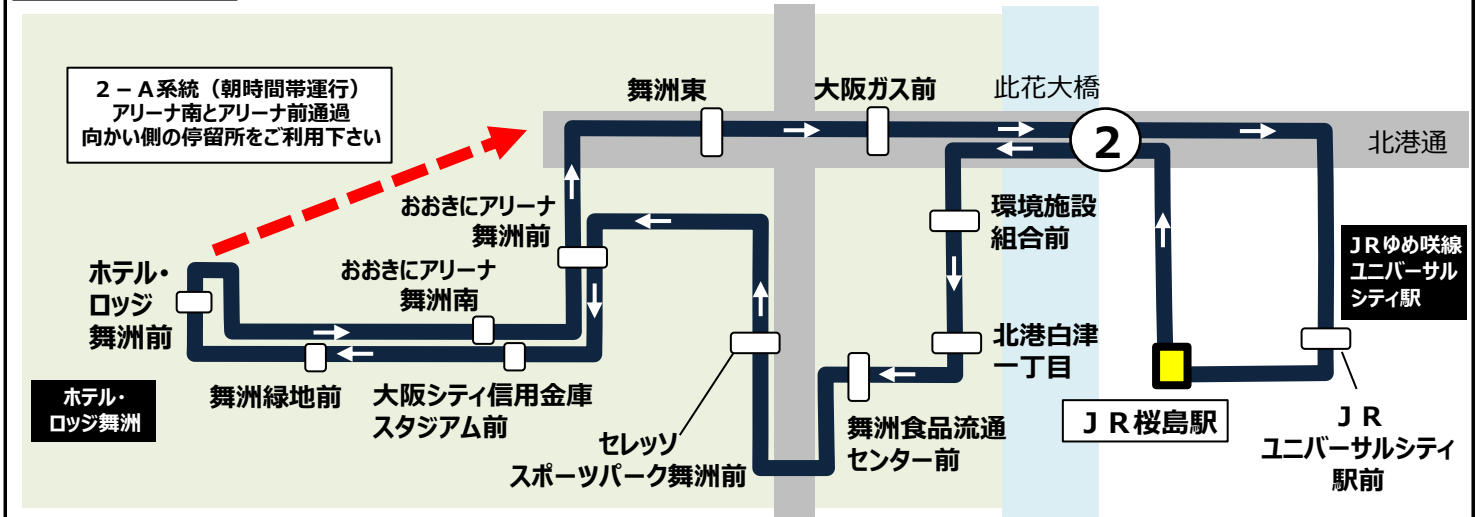 ２－Ａ系統（朝時間帯運行）
アリーナ南とアリーナ前通過
向かい側の停留所をご利用下さい
舞洲東
大阪ガス前
此花大橋
②
北港通
おおきにアリーナ
舞洲前
環境施設
組合前
ＪＲゆめ咲線
ユニバーサル
シティ駅
ホテル・
ロッジ
舞洲前
おおきにアリーナ
舞洲南
北港白津
一丁目
ホテル・
ロッジ舞洲
舞洲緑地前
大阪シティ信用金庫
スタジアム前
セレッソ
スポーツパーク舞洲前
舞洲食品流通
センター前
ＪＲ桜島駅
ＪＲ
ユニバーサルシティ
駅前